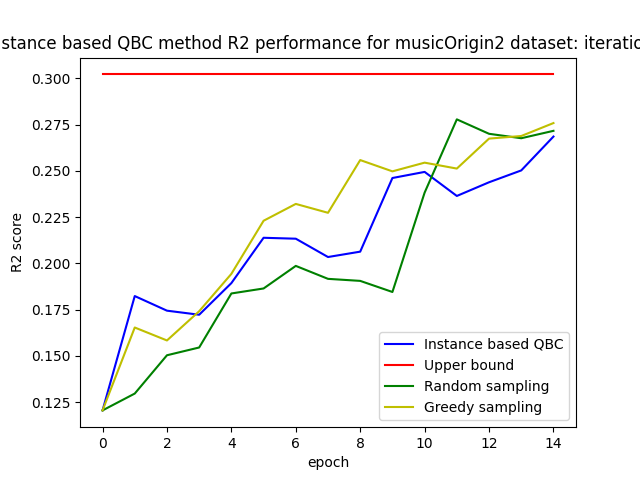 stance based QBC method R2 performance for musicOrigin2 dataset: iteratio
0.300
0.275
0.250
0.225
0.200
0.175
0.150
0.125
R2 score
Instance based QBC
Upper bound
Random sampling
Greedy sampling
0 2 4 6 8 10 12 14
epoch